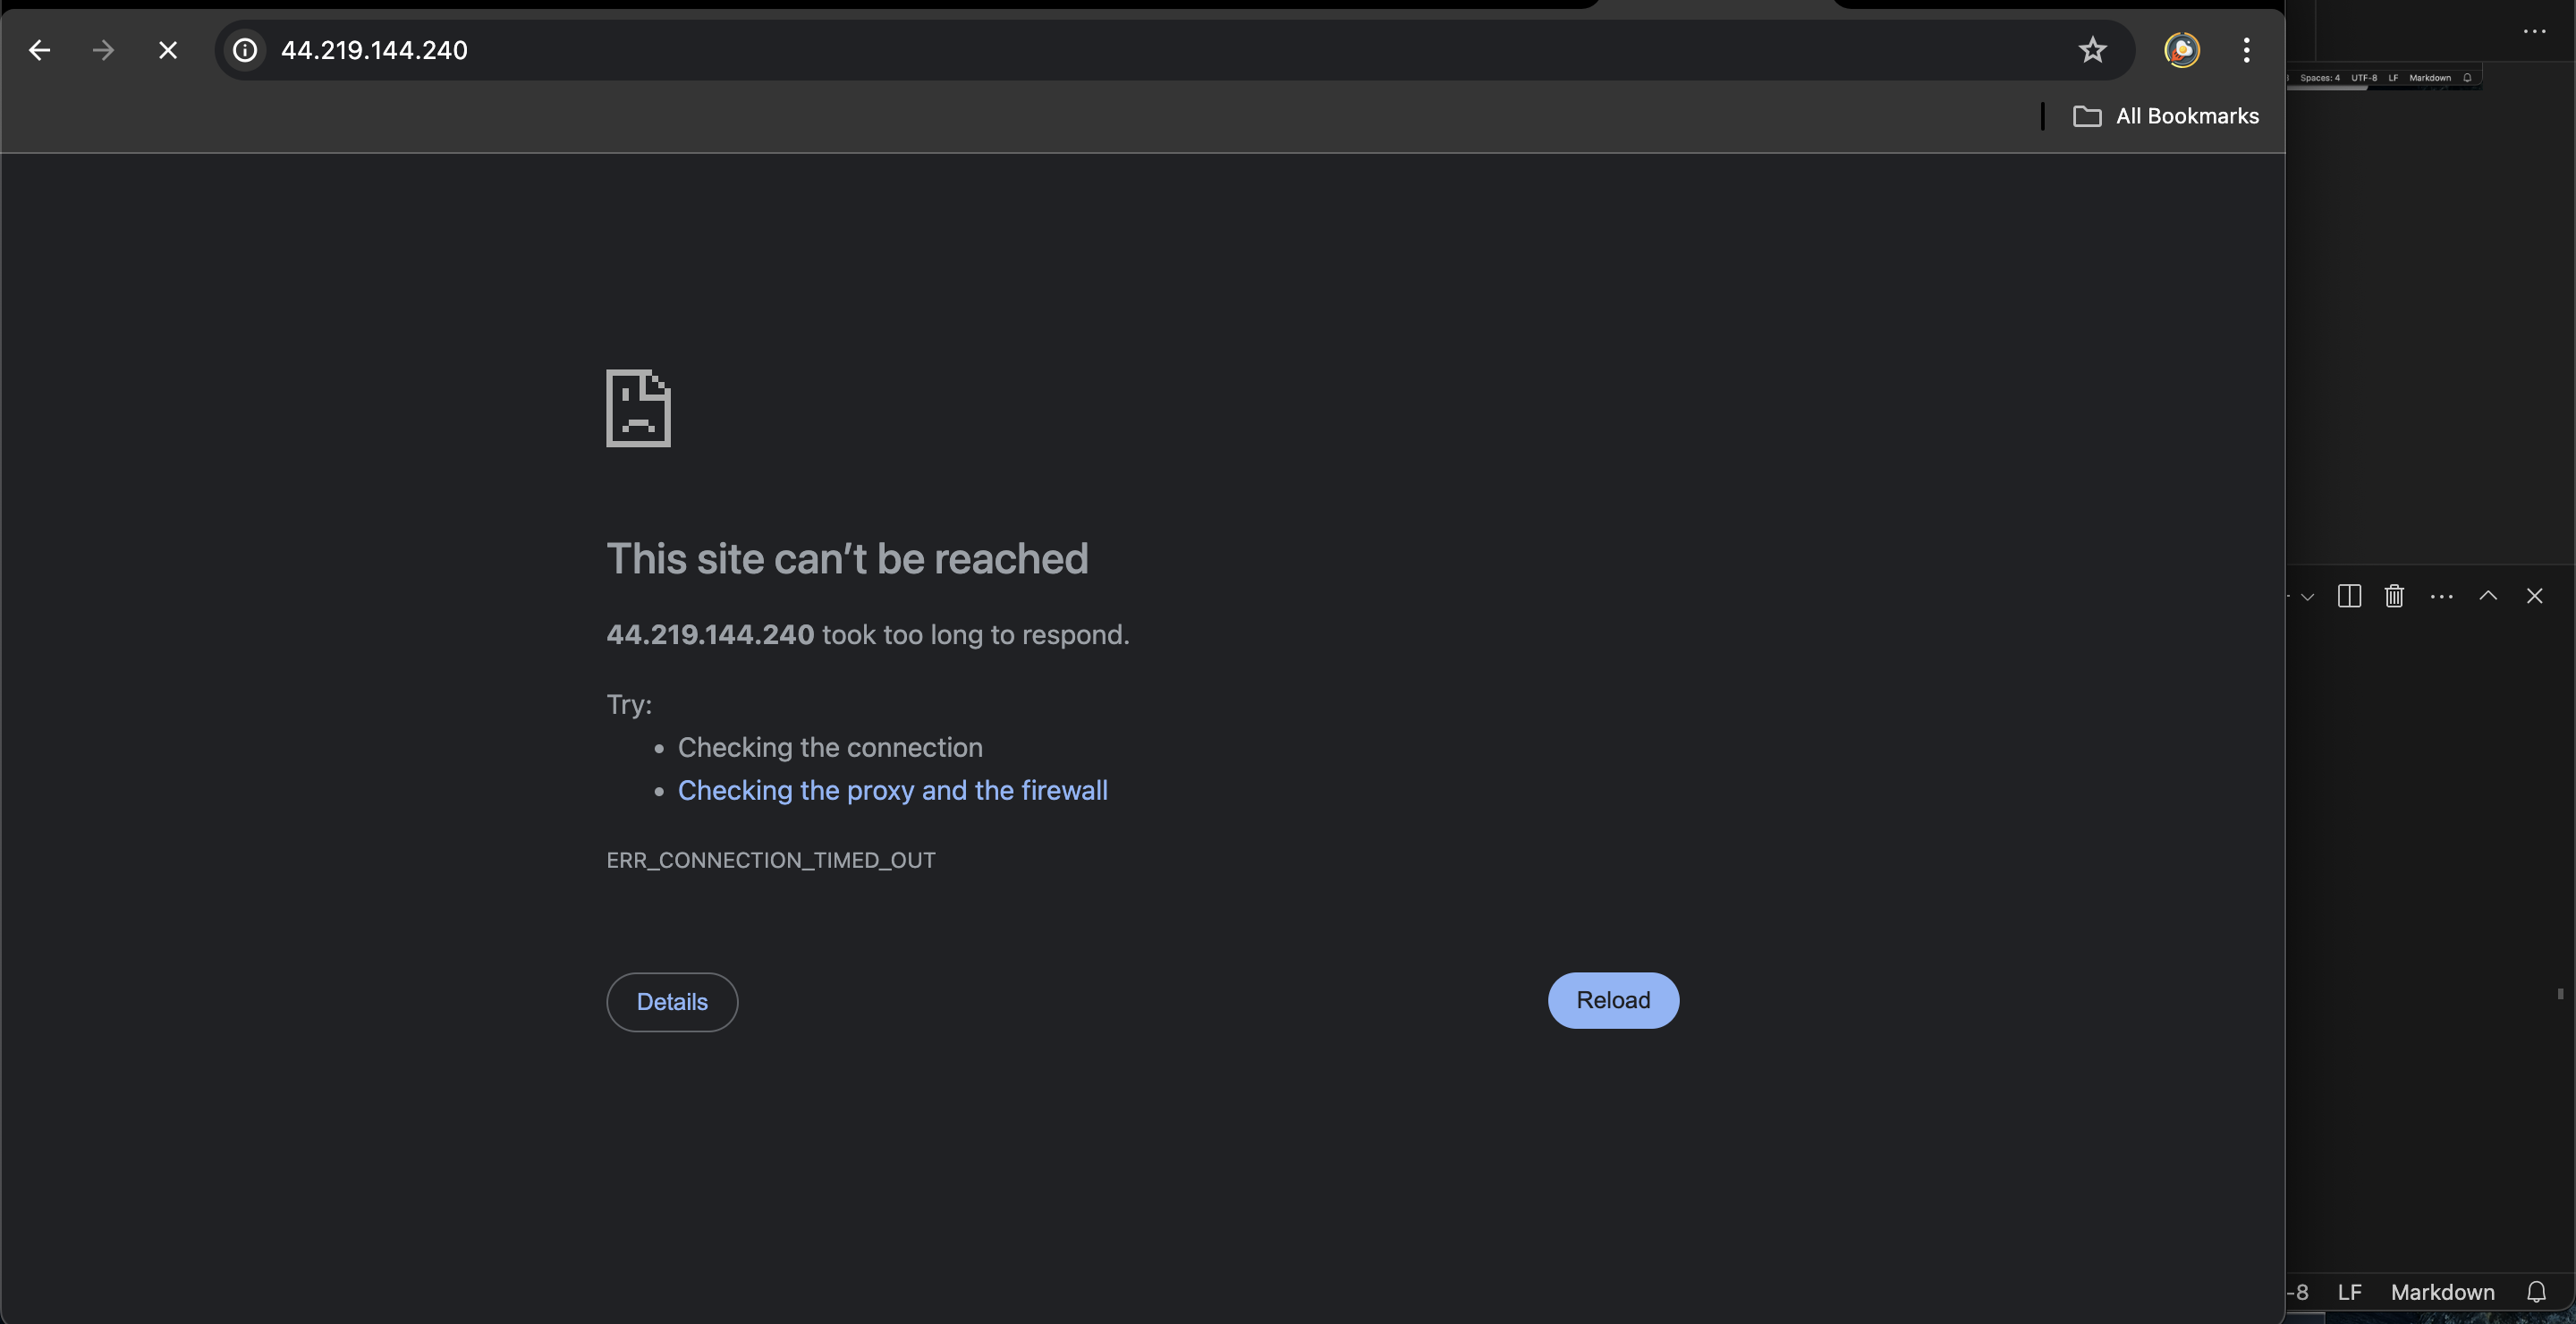 44.219.144.240
All Bookmarks
Spaces: 4 UTF-8 LF Markdown
This site can’t be reached
44.219.144.240 took too long to respond.
Try:
Checking the connection
Checking the proxy and the firewall
ERR_CONNECTION_TIMED_OUT
Details
Reload
-8 LF Markdown